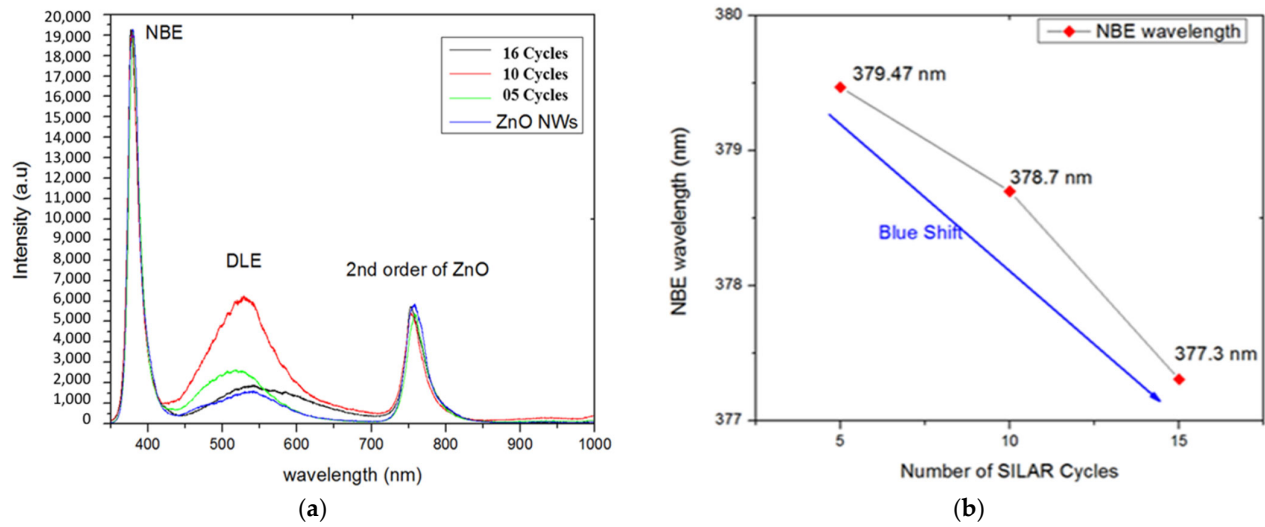 20,000
19,000
18,000
17,000
16,000
15,000
14,000
13,000
12,000
11,000
10,000
9,000
8,000
7,000
6,000
5,000
4,000
3,000
2,000
1,000
0
Intensity (a.u)
NBE
16 Cycles
10 Cycles
05 Cycles
ZnO NWs
DLE
2nd order of ZnO
400 500 600 700 800 900 1000
wavelength (nm)
(a)
380
379
378
377
NBE wavelength (nm)
NBE wavelength
379.47 nm
378.7 nm
Blue Shift
377.3 nm
5 10 15
Number of SILAR Cycles
(b)